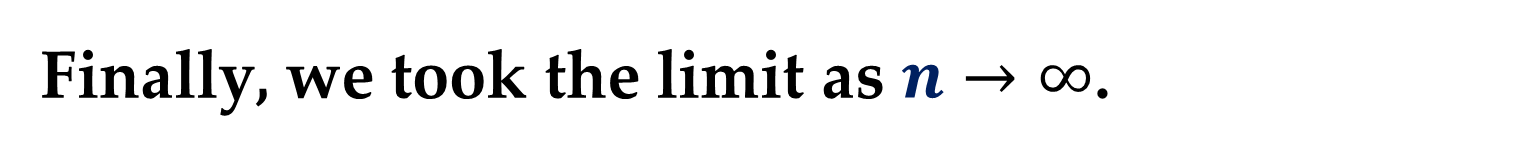 Finally, we took the limit as n → ∞.